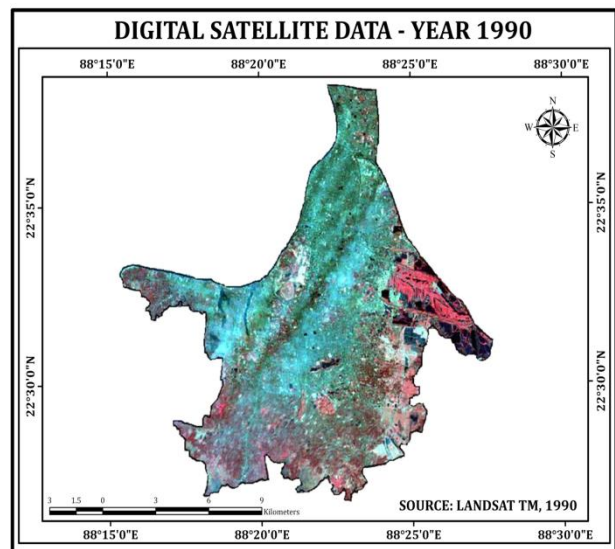 DIGITAL SATELLITE DATA - YEAR 1990
88°15'0"E 88°20'0"E 88°25'0"E 88°30'0"E
N
W E
S
22°35'0"N 22°35'0"N
22°30'0"N 22°30'0"N
3 1.5 0 3 6 9
Kilometers
SOURCE: LANDSAT TM, 1990
88°15'0"E 88°20'0"E 88°25'0"E 88°30'0"E